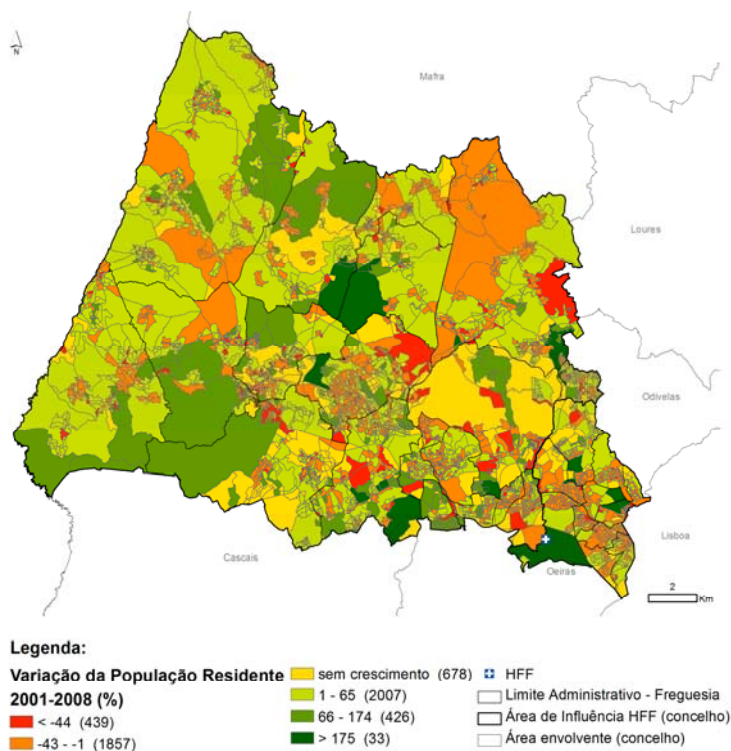 N
Mafra
Loures
Odivelas
Lisboa
Cascais
Oeiras
2
Km
Legenda:
Variação da População Residente
2001-2008 (%)
< -44 (439)
-43 - -1 (1857)
sem crescimento (678)
1 - 65 (2007)
66 - 174 (426)
> 175 (33)
HFF
Limite Administrativo - Freguesia
Área de Influência HFF (concelho)
Área envolvente (concelho)